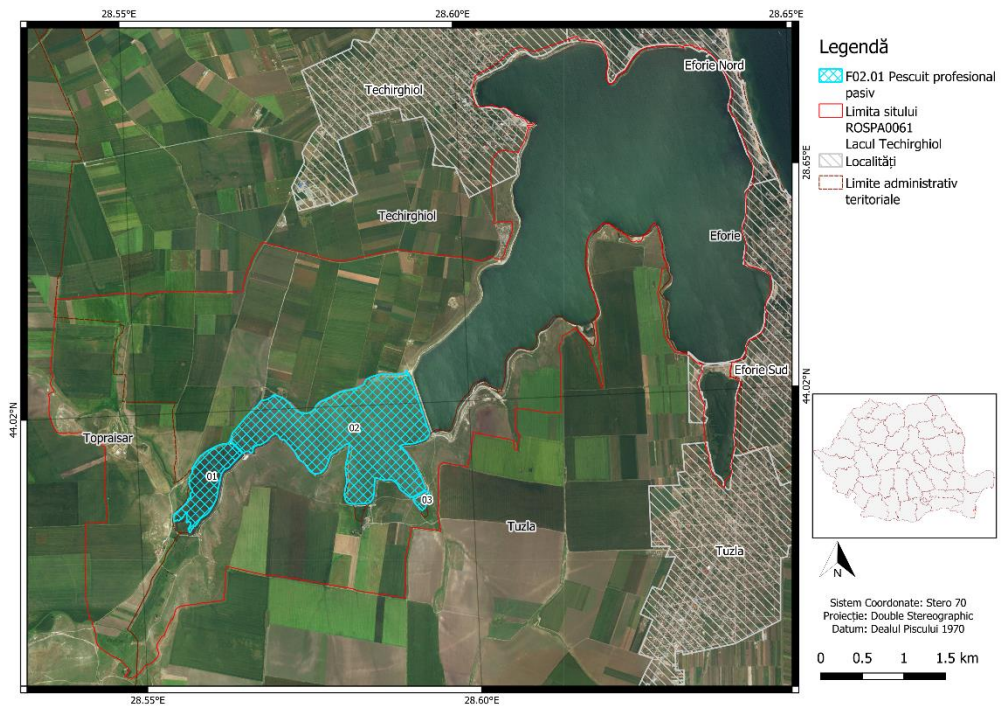 28.55°E
28.60°E
28.65°E
Eforie Nord
Techirghiol
28.65°E
Techirghiol
Eforie
Eforie Sud
44.02°N
44.02°N
02
Topraisar
01
03
Tuzla
Tuzla
28.55°E
28.60°E
Legendă
F02.01 Pescuit profesional
pasiv
Limita sitului
ROSPA0061
Lacul Techirghiol
Localități
Limite administrativ
teritoriale
N
Sistem Coordonate: Stero 70
Proiecție: Double Stereographic
Datum: Dealul Piscului 1970
0 0.5 1 1.5 km